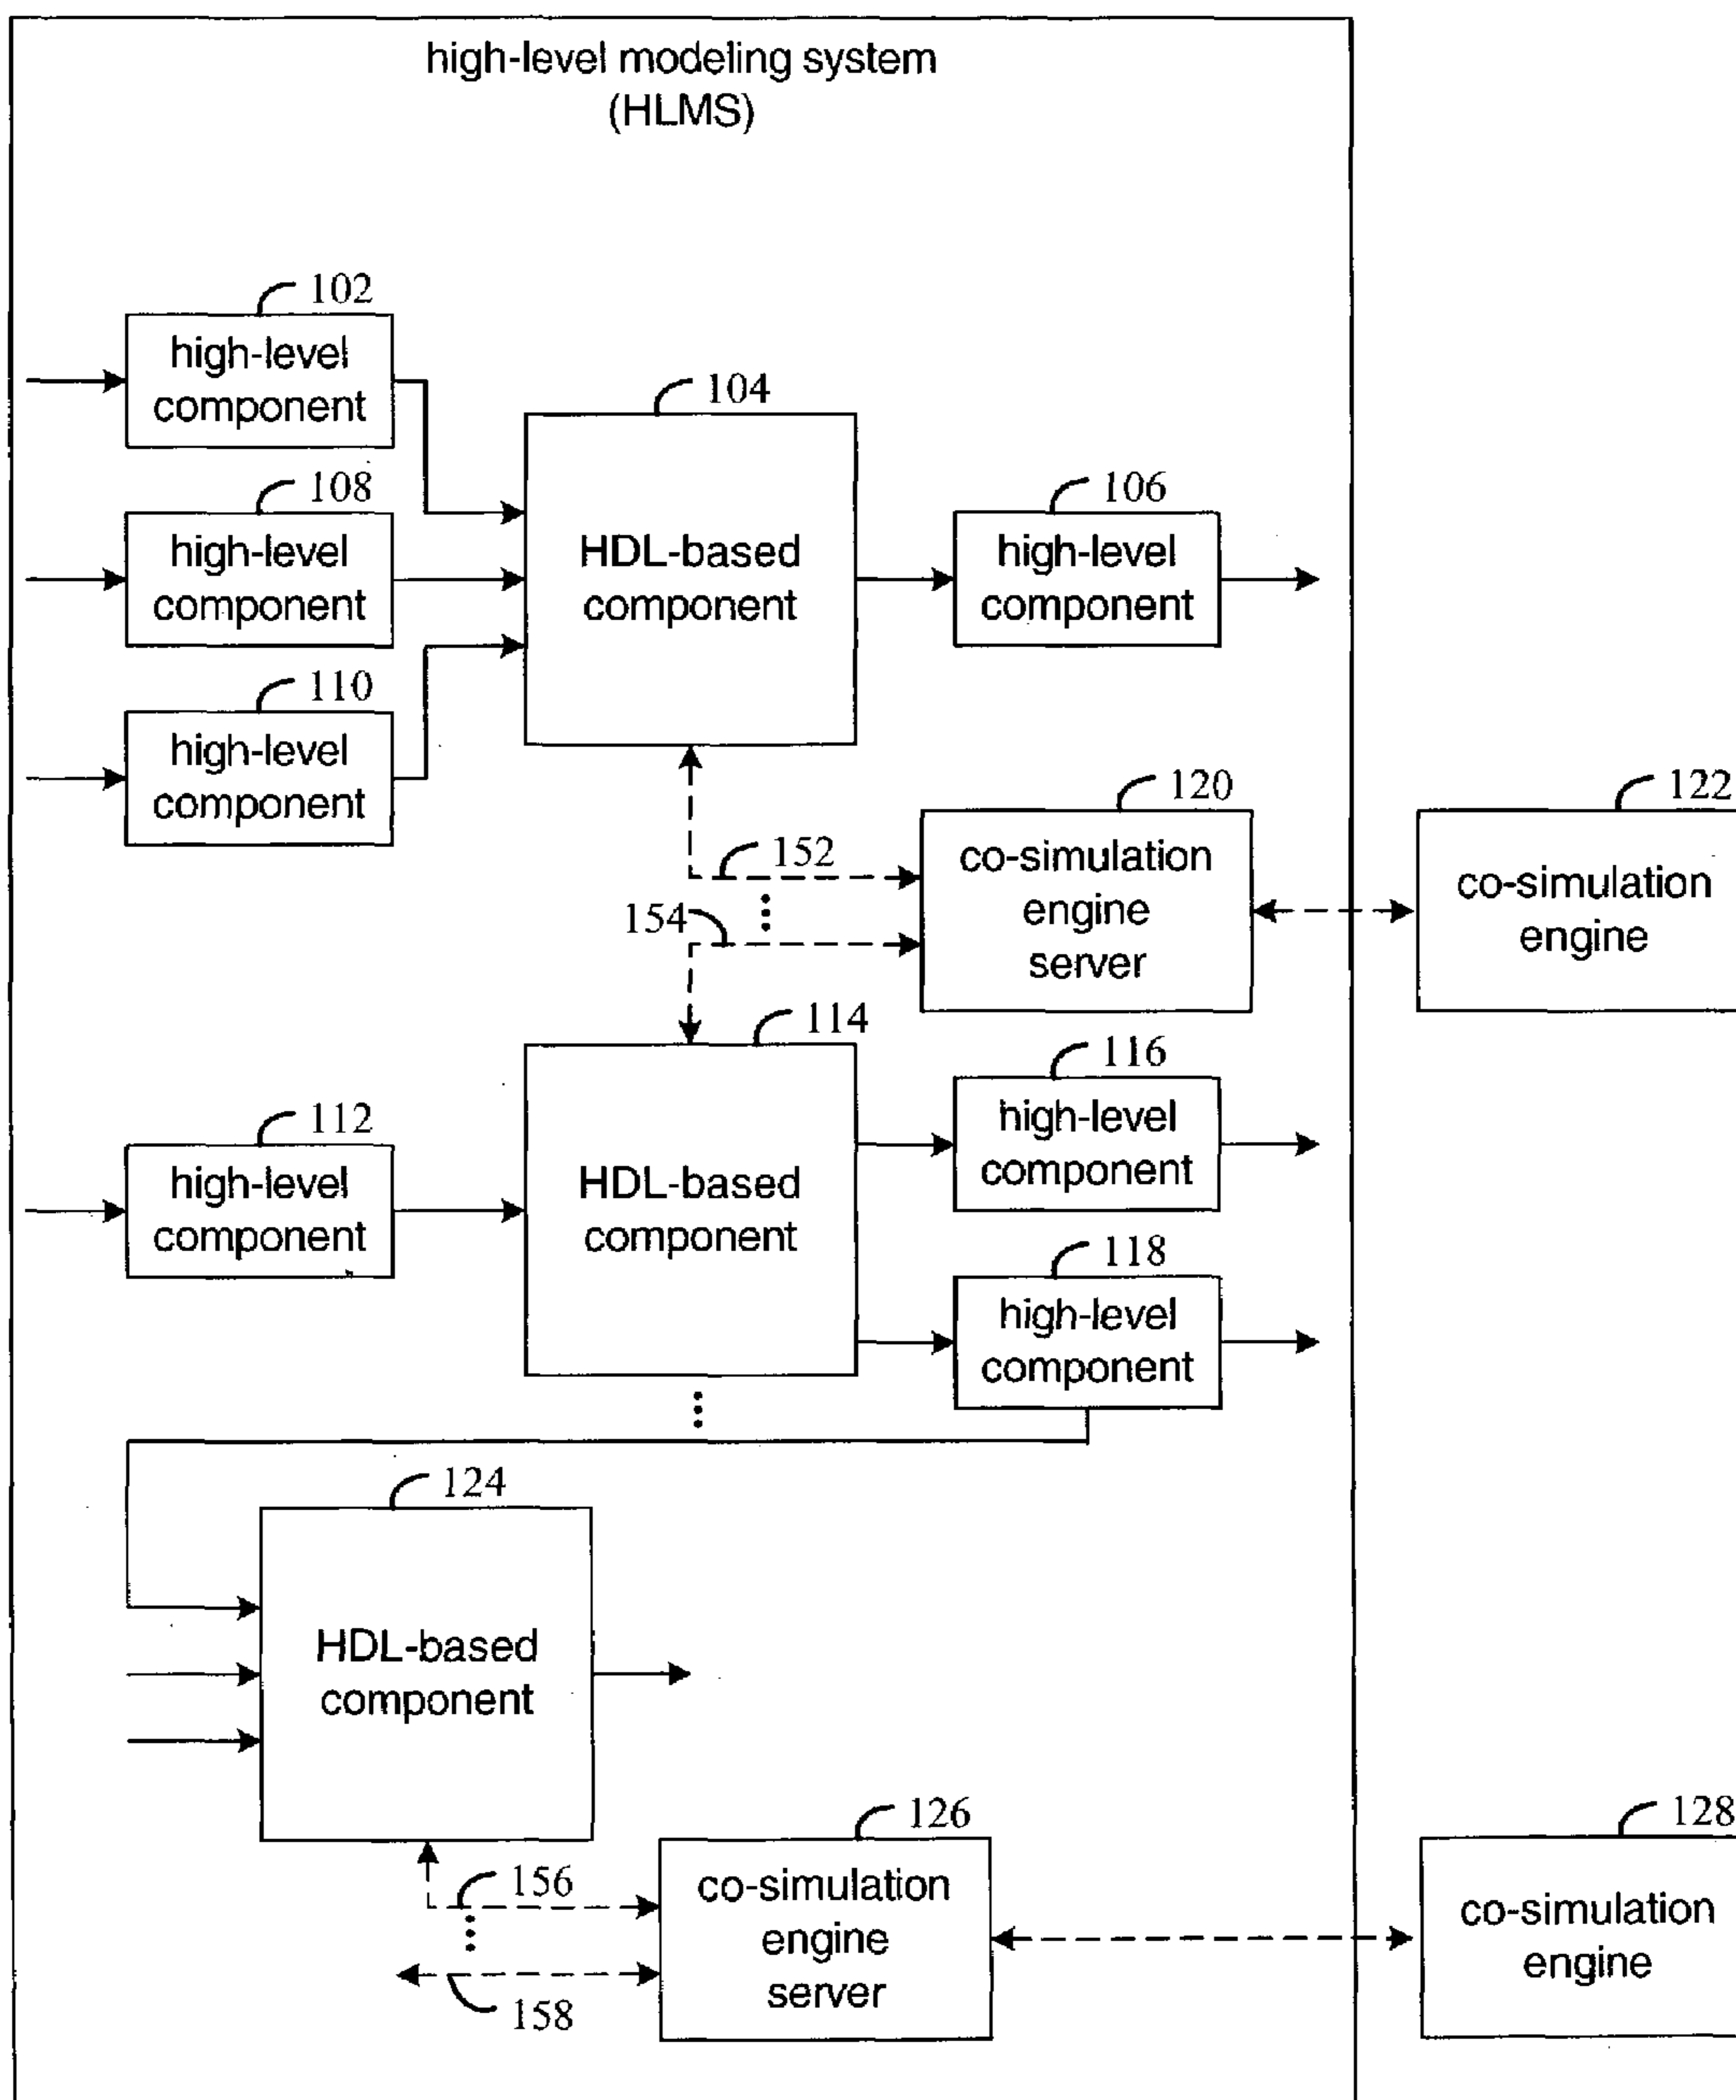 high-level modeling system
(HLMS)
102
high-level
component
104
HDL-based
component
108
high-level
component
106
high-level
component
110
high-level
component
120
co-simulation
engine
server
122
co-simulation
engine
152
154
114
HDL-based
component
116
high-level
component
112
high-level
component
118
high-level
component
124
HDL-based
component
126
co-simulation
engine
server
128
co-simulation
engine
156
158